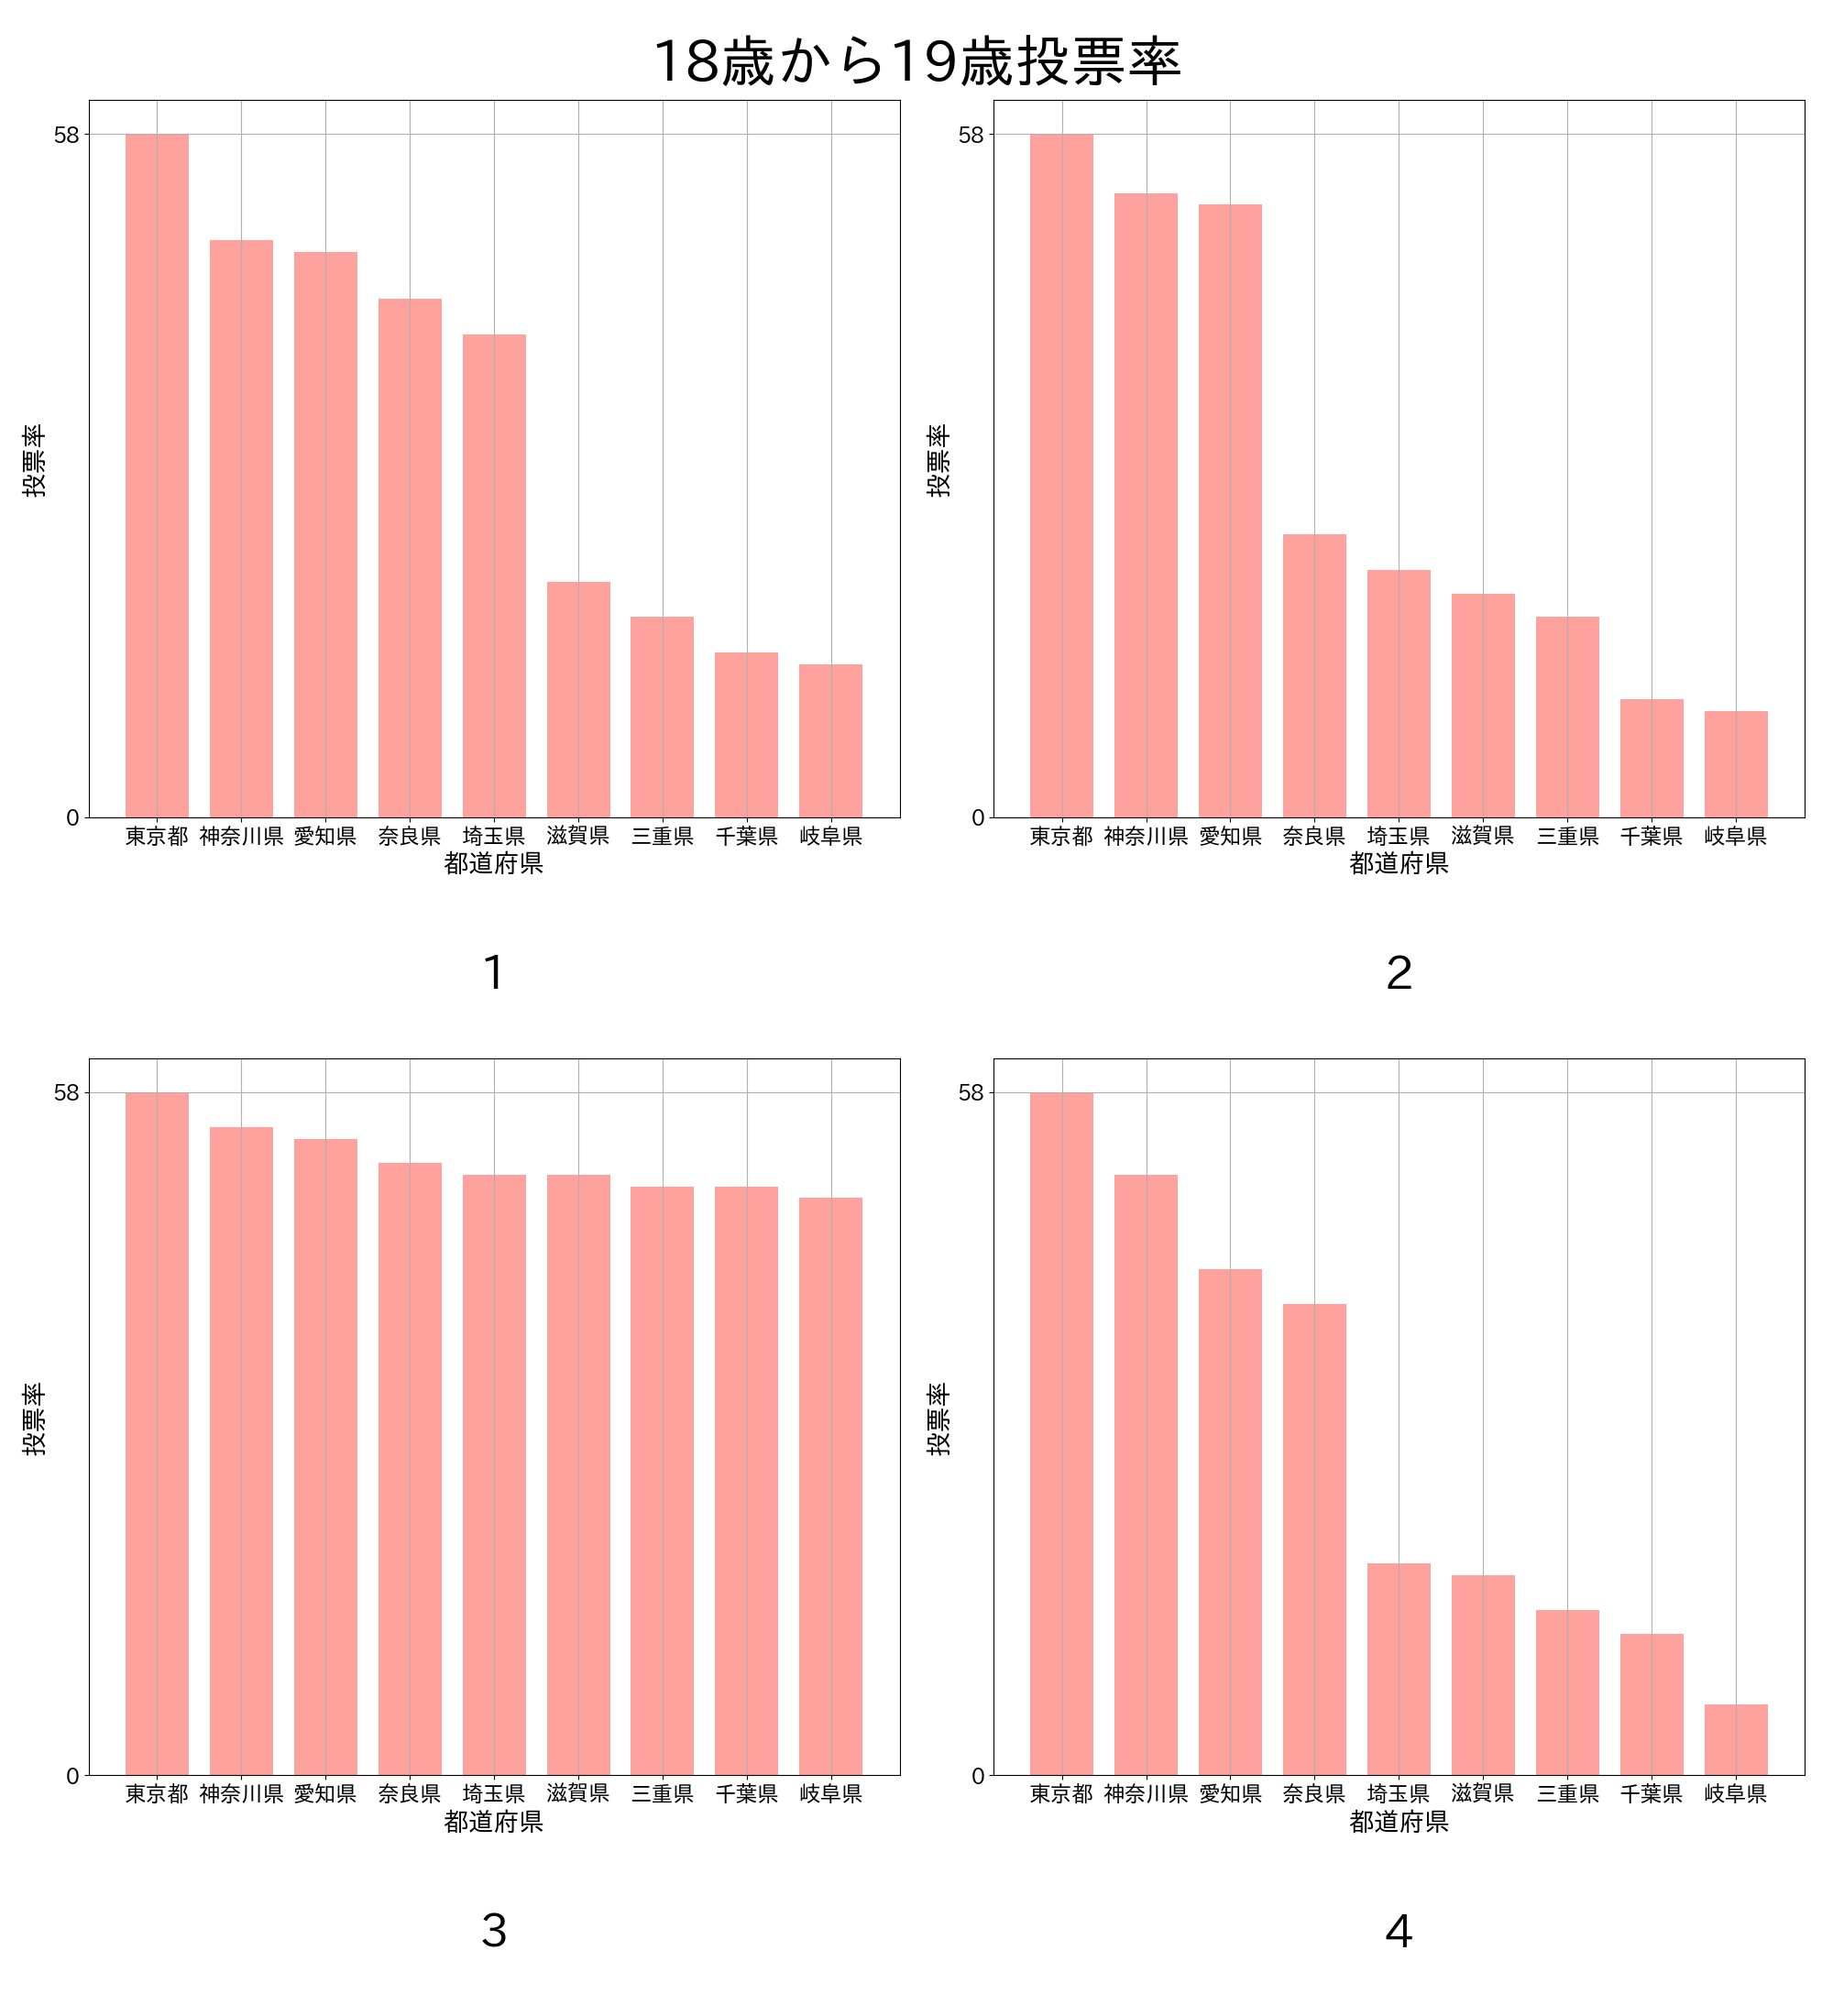 18歳から19歳投票率
58
0
投票率
東京都 神奈川県 愛知県 奈良県 埼玉県 滋賀県 三重県 千葉県 岐阜県
都道府県
1
58
0
投票率
東京都 神奈川県 愛知県 奈良県 埼玉県 滋賀県 三重県 千葉県 岐阜県
都道府県
2
58
0
投票率
東京都 神奈川県 愛知県 奈良県 埼玉県 滋賀県 三重県 千葉県 岐阜県
都道府県
3
58
0
投票率
東京都 神奈川県 愛知県 奈良県 埼玉県 滋賀県 三重県 千葉県 岐阜県
都道府県
4